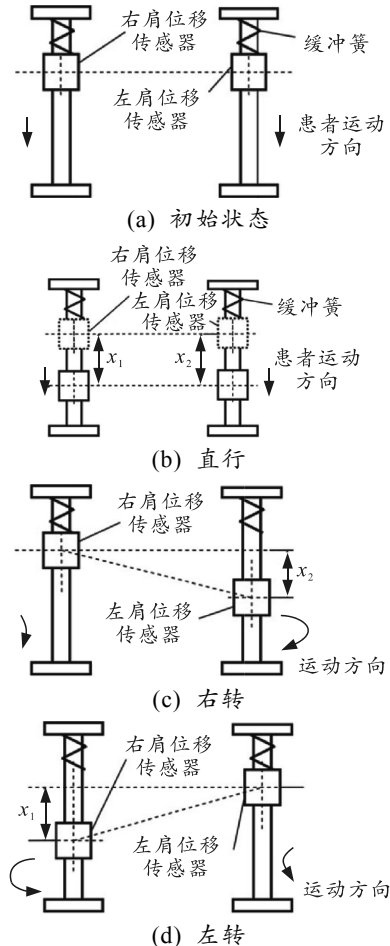 右肩位移
传感器
缓冲簧
左肩位移
传感器
患者运动
方向
(a) 初始状态
右肩位移
传感器
左肩位移
传感器
缓冲簧
x₁
x₂
患者运动
方向
(b) 直行
右肩位移
传感器
x₂
左肩位移
传感器
运动方向
(c) 右转
右肩位移
传感器
x₁
左肩位移
传感器
运动方向
(d) 左转